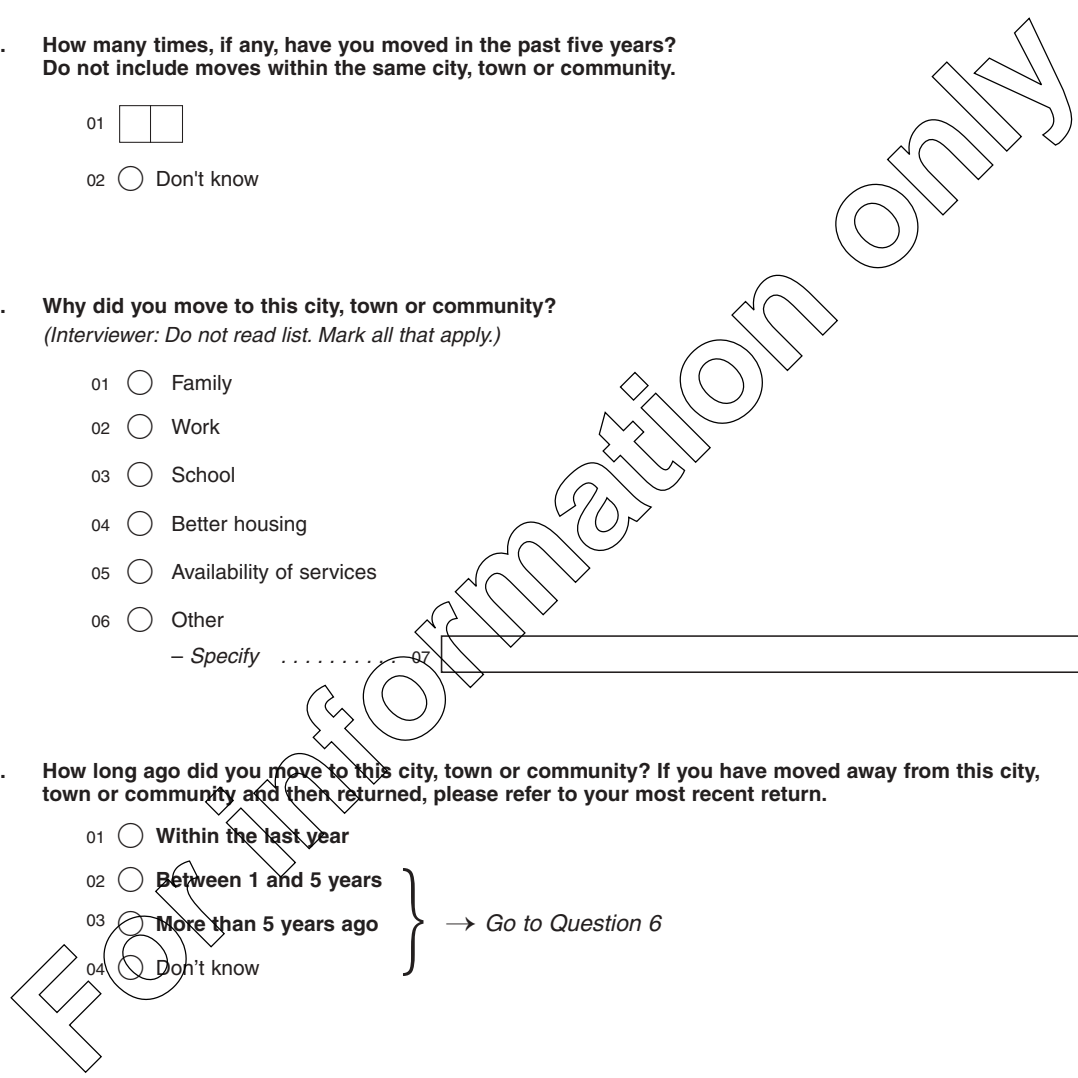 . How many times, if any, have you moved in the past five years?
Do not include moves within the same city, town or community.
01
02 Don't know
. Why did you move to this city, town or community?
(Interviewer: Do not read list. Mark all that apply.)
01 Family
02 Work
03 School
04 Better housing
05 Availability of services
06 Other
– Specify . . . . . . . . . . 07
. How long ago did you move to this city, town or community? If you have moved away from this city,
town or community and then returned, please refer to your most recent return.
01 Within the last year
02 Between 1 and 5 years
03 More than 5 years ago → Go to Question 6
04 Don’t know
For information only